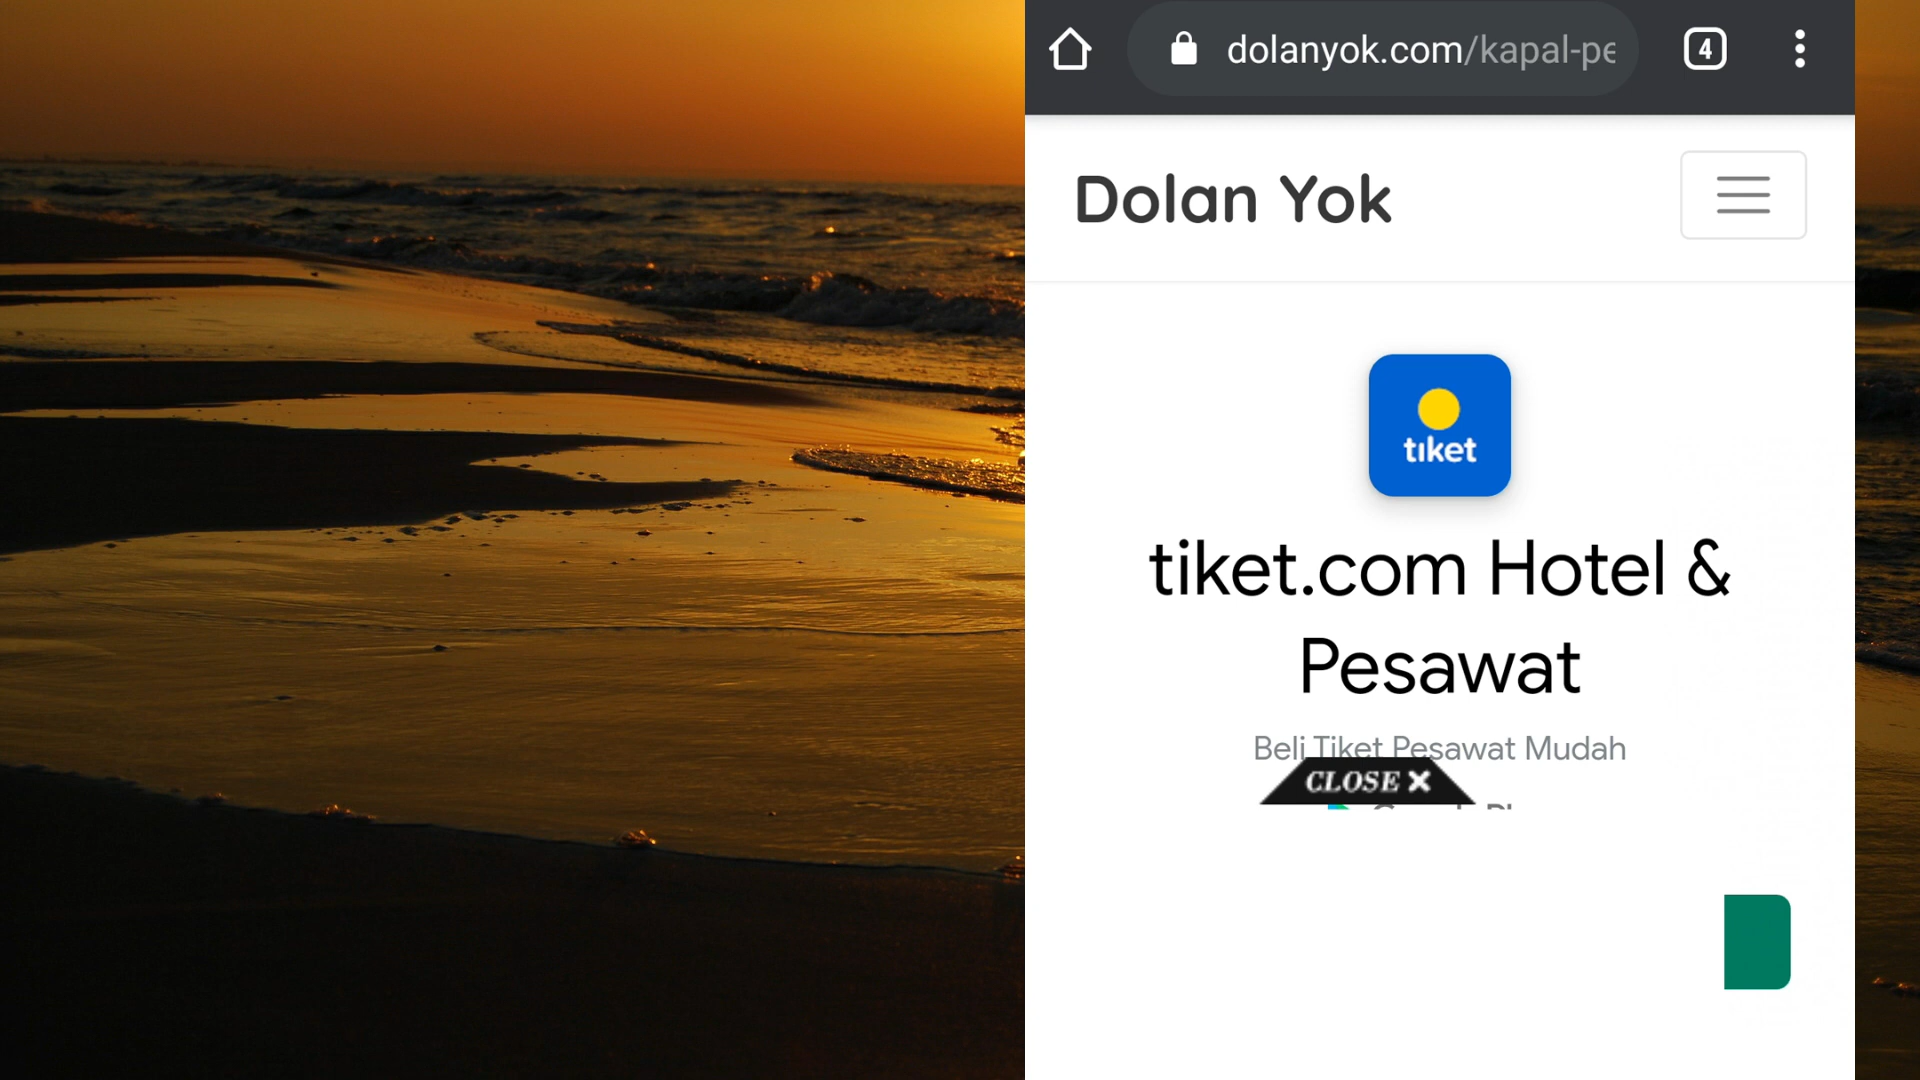 dolanyok.com/kapal-pe
4
Dolan Yok
tiket
tiket.com Hotel &
Pesawat
Beli Tiket Pesawat Mudah
CLOSE X